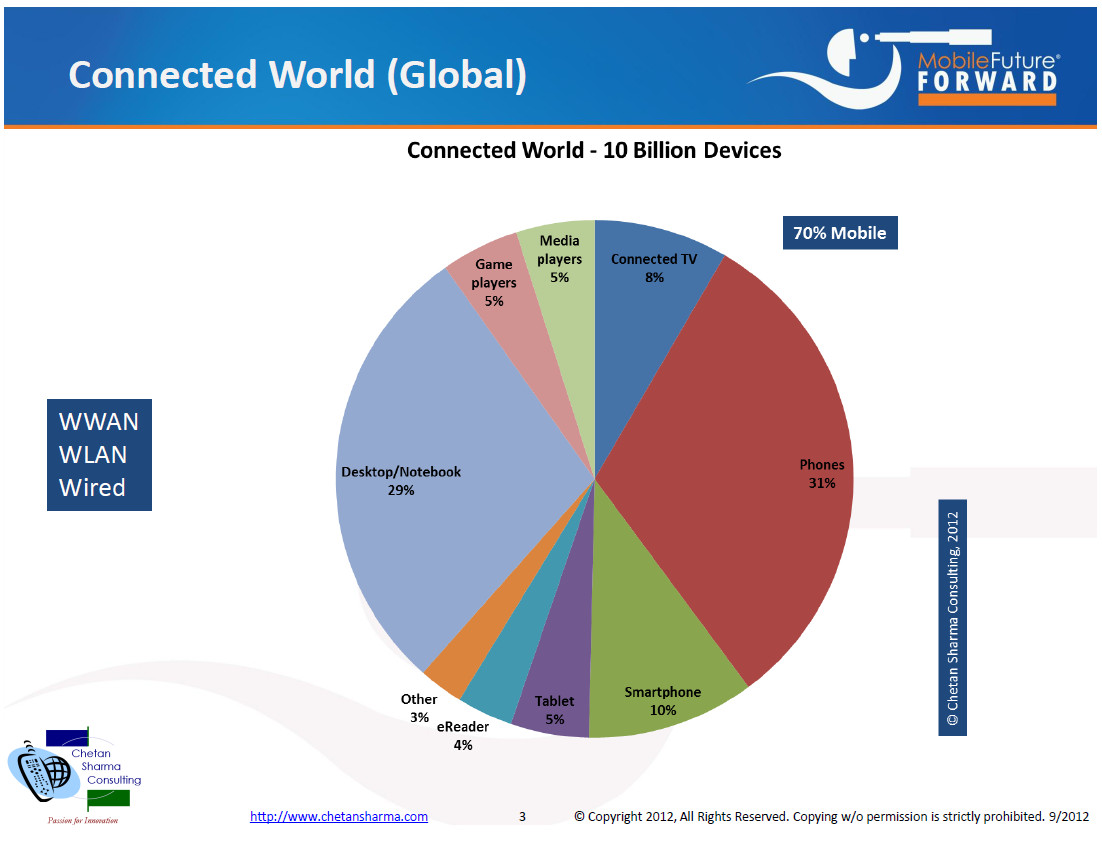 Connected World (Global)
MobileFuture®
FORWARD
Connected World - 10 Billion Devices
70% Mobile
Media
players
5%
Connected TV
8%
Game
players
5%
WWAN
WLAN
Wired
Desktop/Notebook
29%
Phones
31%
© Chetan Sharma Consulting, 2012
Smartphone
10%
Tablet
5%
Other
3%
eReader
4%
Chetan
Sharma
Consulting
Passion for Innovation
http://www.chetansharma.com
3
© Copyright 2012, All Rights Reserved. Copying w/o permission is strictly prohibited. 9/2012